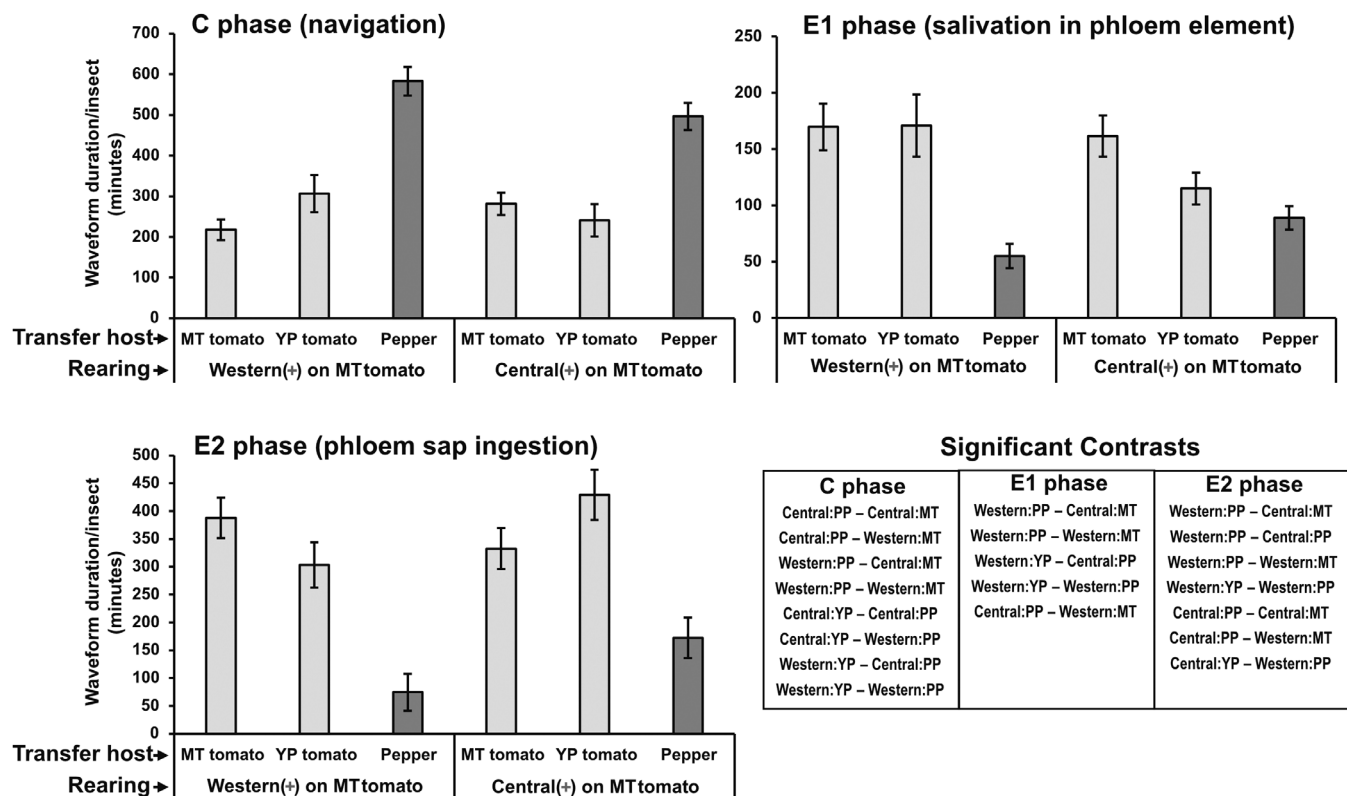 C phase (navigation)
Waveform duration/insect
(minutes)
700
600
500
400
300
200
100
0
Transfer host
MT tomato YP tomato Pepper MT tomato YP tomato Pepper
Rearing
Western(+) on MT tomato Central(+) on MT tomato
E1 phase (salivation in phloem element)
250
200
150
100
50
0
MT tomato YP tomato Pepper MT tomato YP tomato Pepper
Western(+) on MT tomato Central(+) on MT tomato
E2 phase (phloem sap ingestion)
Waveform duration/insect
(minutes)
500
450
400
350
300
250
200
150
100
50
0
Transfer host
MT tomato YP tomato Pepper MT tomato YP tomato Pepper
Rearing
Western(+) on MT tomato Central(+) on MT tomato
Significant Contrasts
C phase
Central:PP – Central:MT
Central:PP – Western:MT
Western:PP – Central:MT
Western:PP – Western:MT
Central:YP – Central:PP
Central:YP – Western:PP
Western:YP – Central:PP
Western:YP – Western:PP
E1 phase
Western:PP – Central:MT
Western:PP – Western:MT
Western:YP – Central:PP
Western:YP – Western:PP
Central:PP – Western:MT
E2 phase
Western:PP – Central:MT
Western:PP – Central:PP
Western:PP – Western:MT
Western:YP – Western:PP
Central:PP – Central:MT
Central:PP – Western:MT
Central:YP – Western:PP